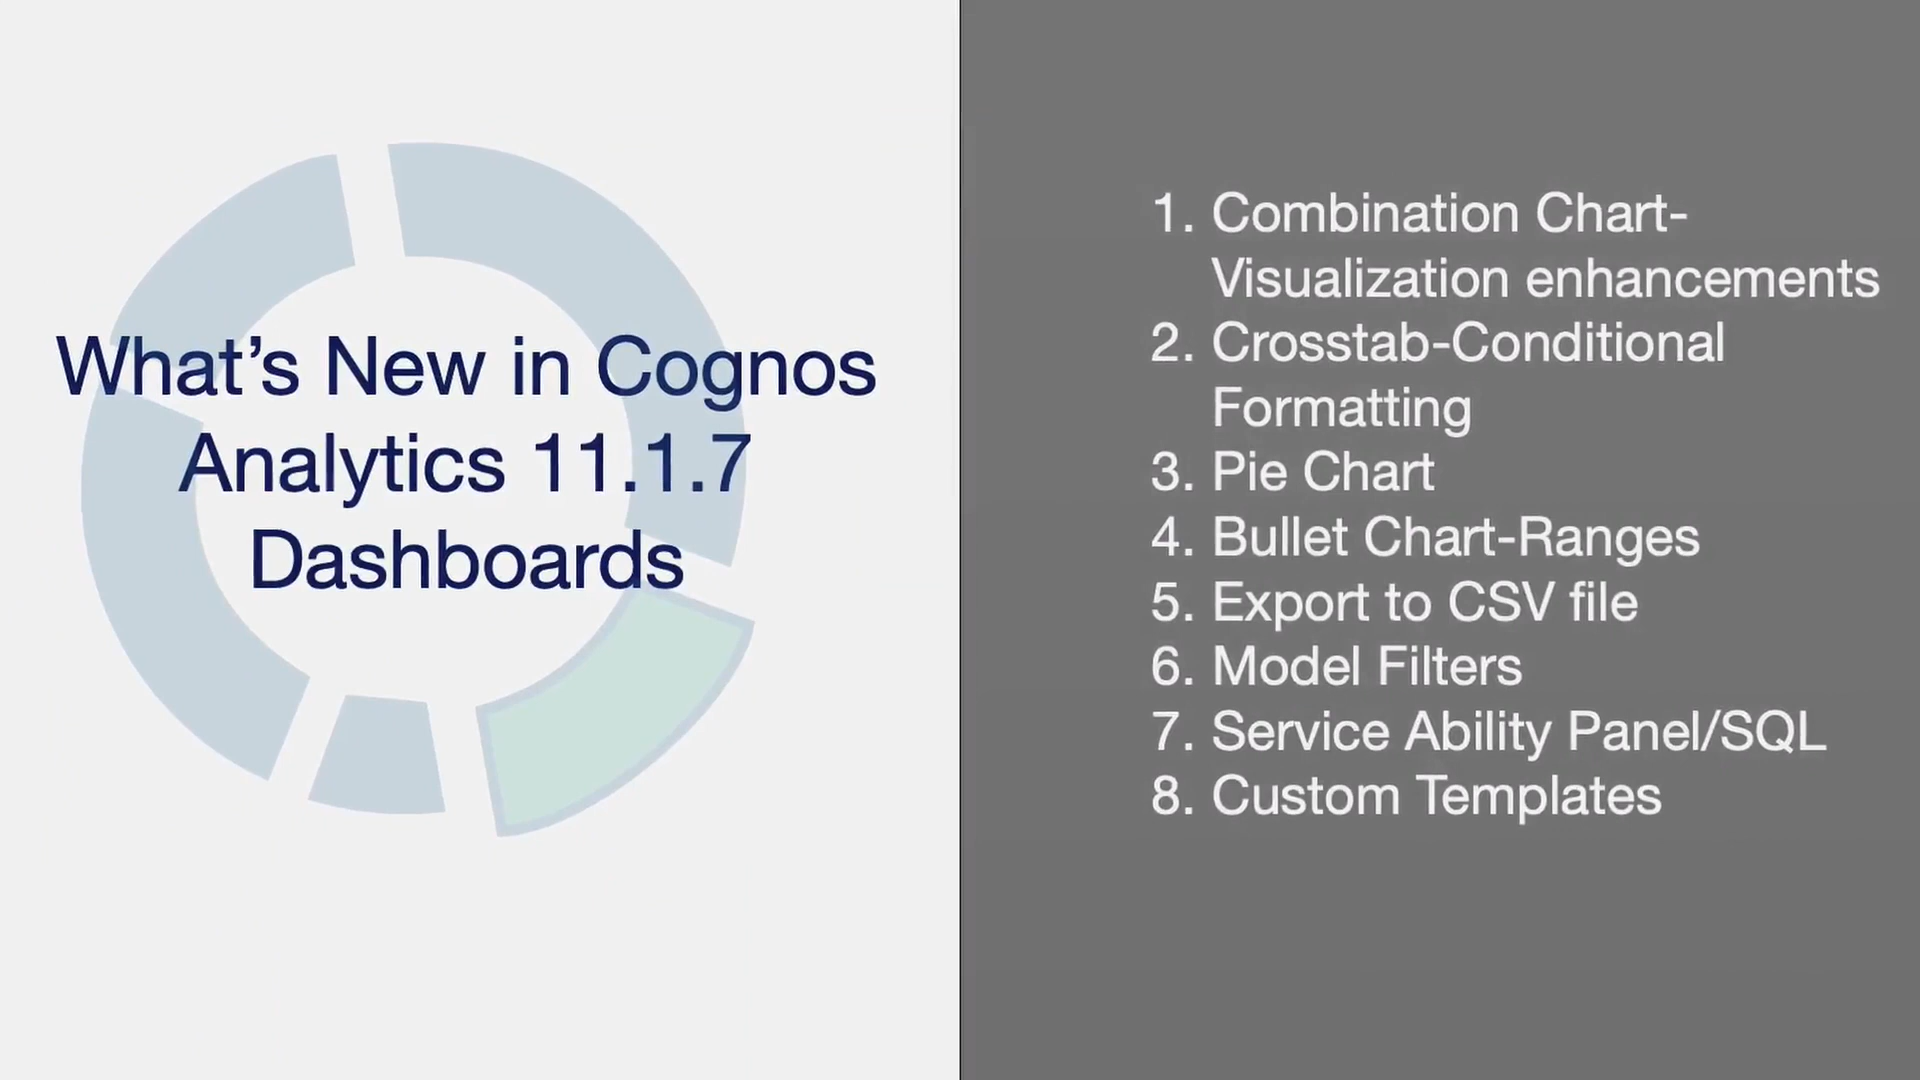 What’s New in Cognos
Analytics 11.1.7
Dashboards
1. Combination Chart-
Visualization enhancements
2. Crosstab-Conditional
Formatting
3. Pie Chart
4. Bullet Chart-Ranges
5. Export to CSV file
6. Model Filters
7. Service Ability Panel/SQL
8. Custom Templates